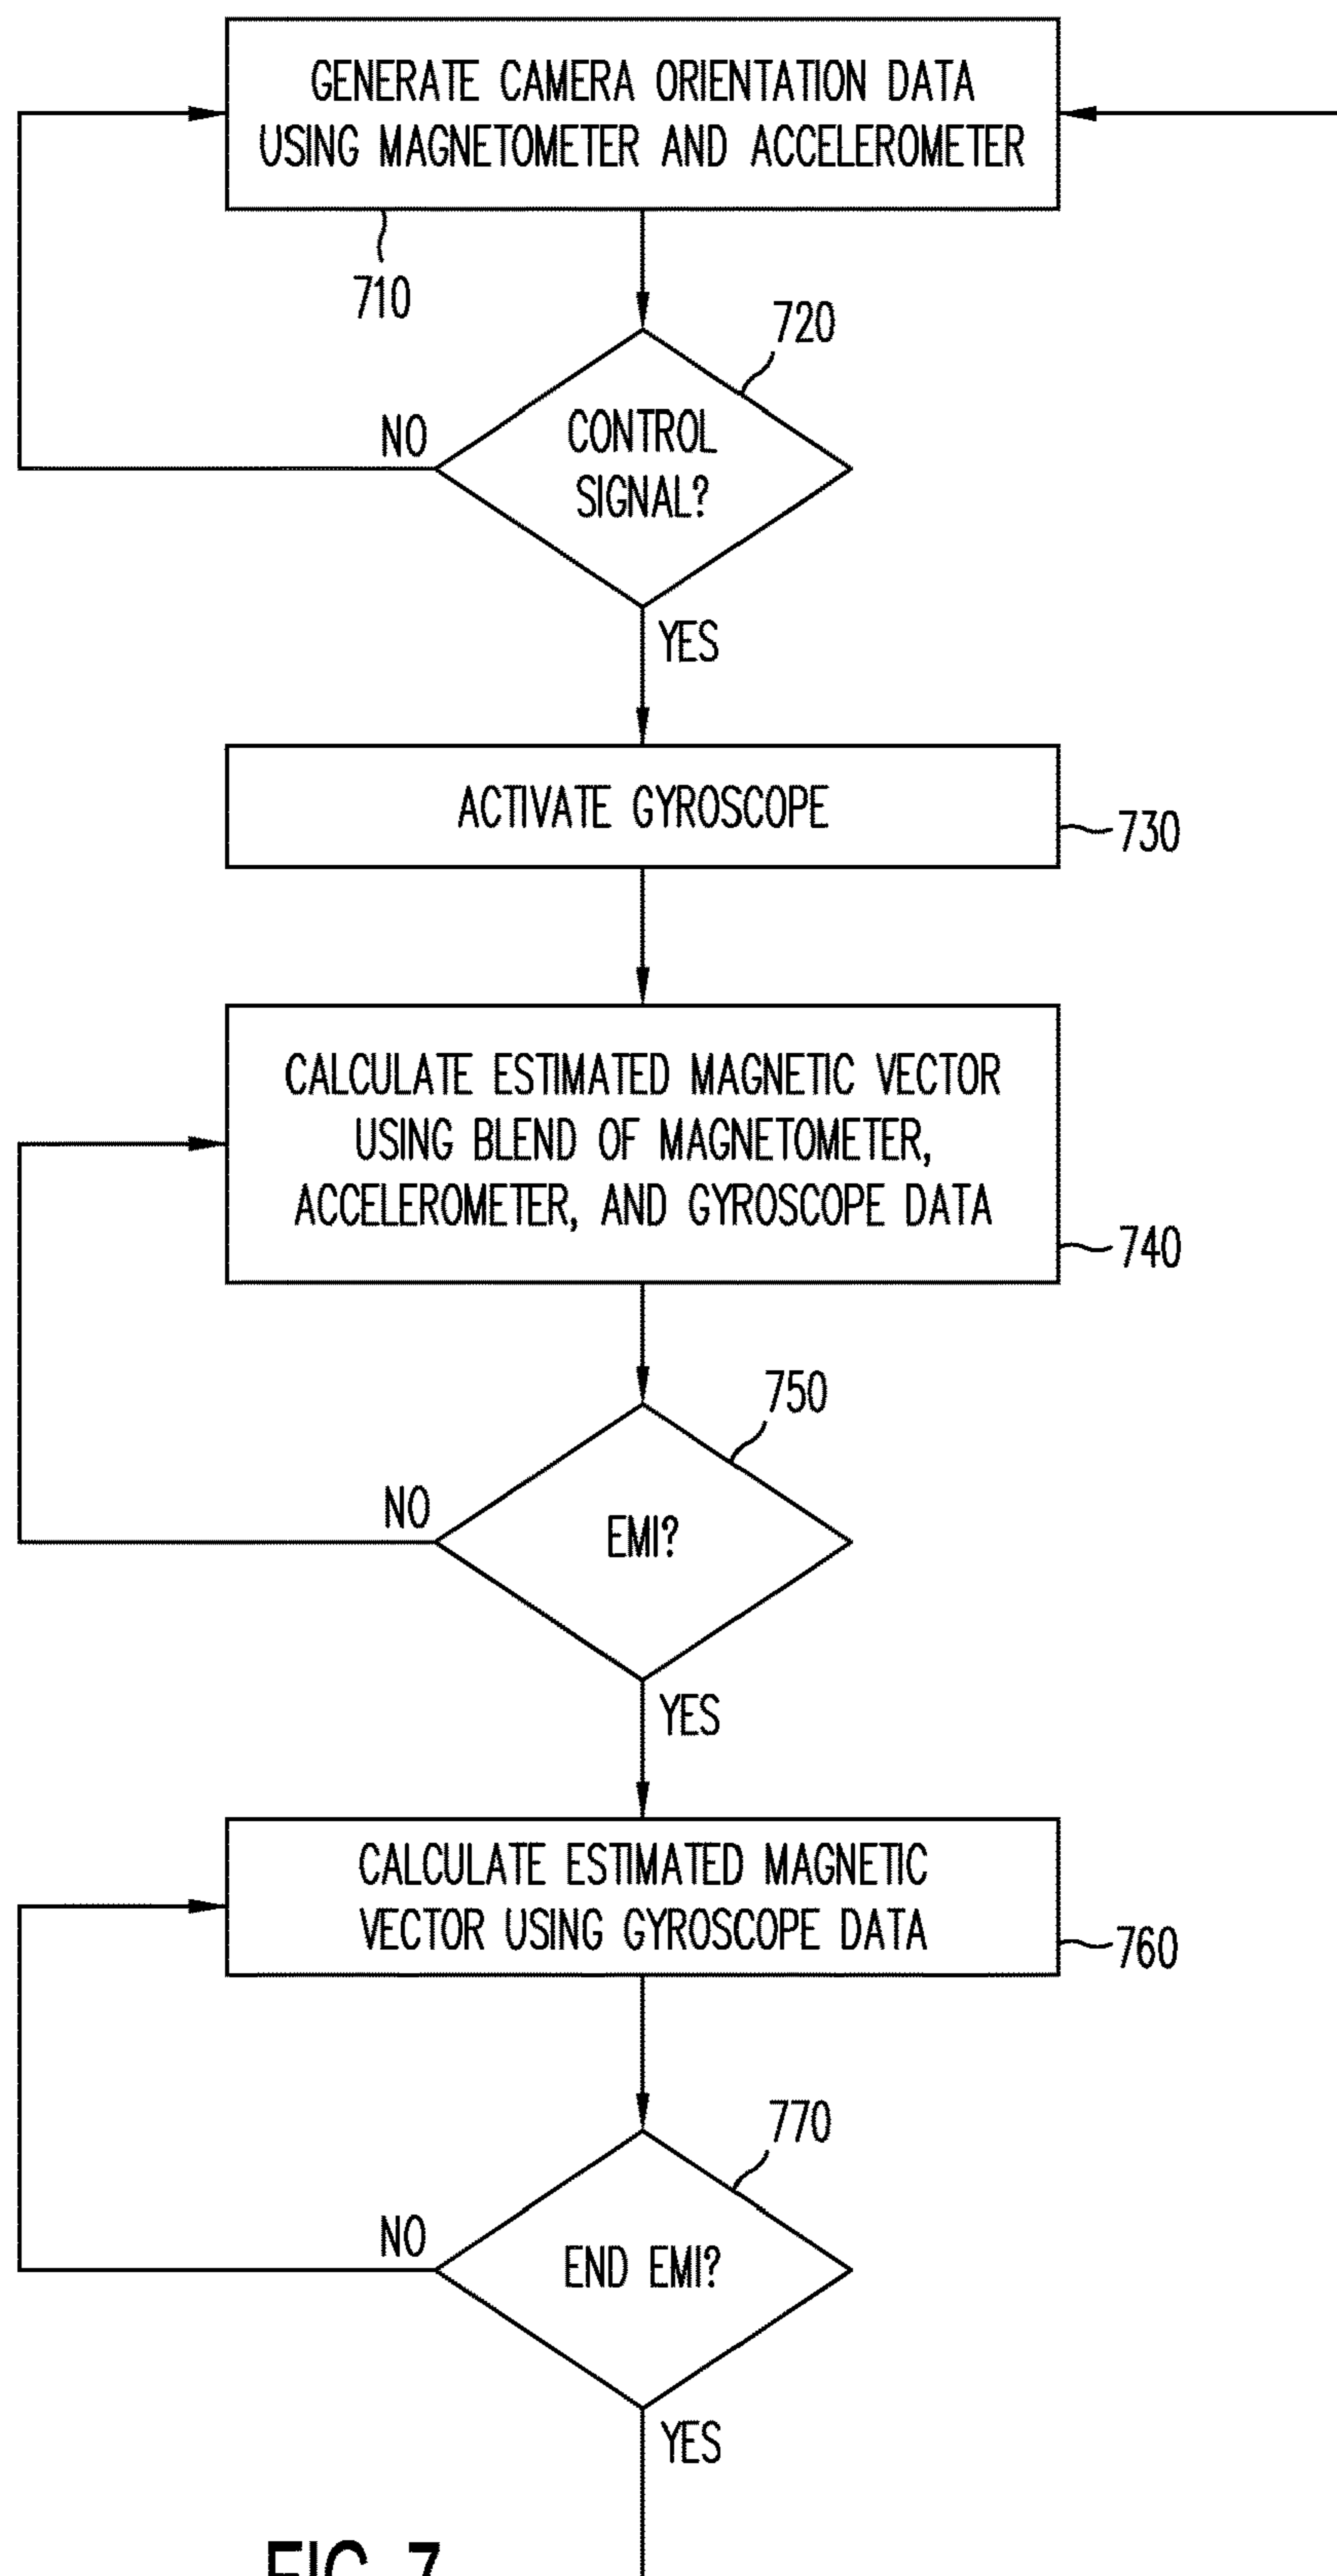 GENERATE CAMERA ORIENTATION DATA
USING MAGNETOMETER AND ACCELEROMETER
710
720
CONTROL
SIGNAL?
NO
YES
ACTIVATE GYROSCOPE
730
CALCULATE ESTIMATED MAGNETIC VECTOR
USING BLEND OF MAGNETOMETER,
ACCELEROMETER, AND GYROSCOPE DATA
740
750
NO
EMI?
YES
CALCULATE ESTIMATED MAGNETIC
VECTOR USING GYROSCOPE DATA
760
770
NO
END EMI?
YES
FIG. 7